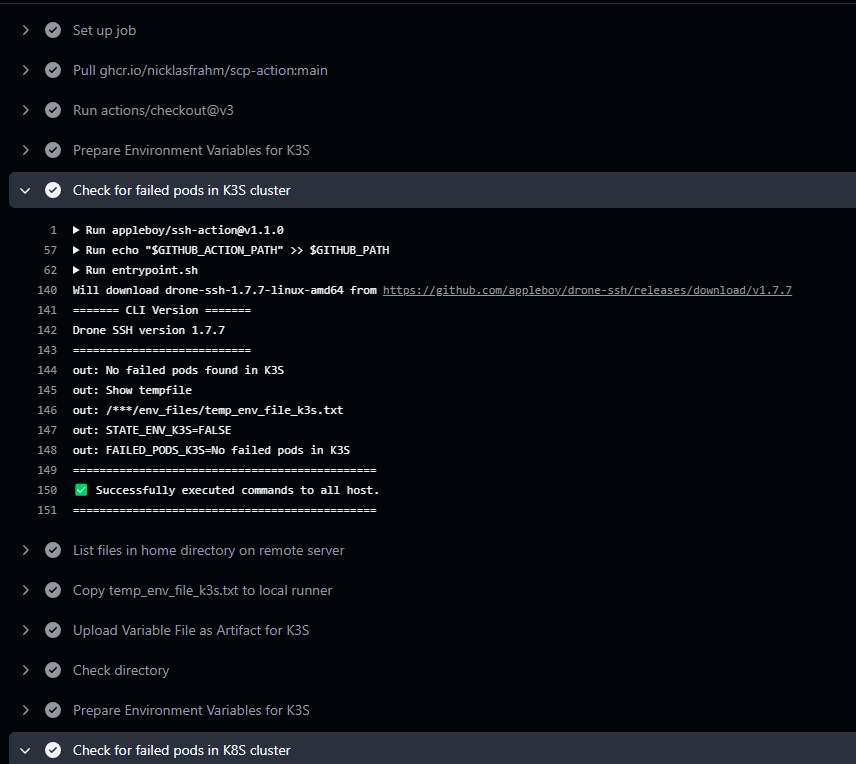 Set up job
Pull ghcr.io/nicklasfrahm/scp-action:main
Run actions/checkout@v3
Prepare Environment Variables for K3S
Check for failed pods in K3S cluster
1 ▶ Run appleboy/ssh-action@v1.1.0
57 ▶ Run echo "$GITHUB_ACTION_PATH" >> $GITHUB_PATH
62 ▶ Run entrypoint.sh
140 Will download drone-ssh-1.7.7-linux-amd64 from https://github.com/appleboy/drone-ssh/releases/download/v1.7.7
141 ======= CLI Version =======
142 Drone SSH version 1.7.7
143 ===========================
144 out: No failed pods found in K3S
145 out: Show tempfile
146 out: /***/env_files/temp_env_file_k3s.txt
147 out: STATE_ENV_K3S=FALSE
148 out: FAILED_PODS_K3S=No failed pods in K3S
149 ==============================================
150 ✅ Successfully executed commands to all host.
151 ==============================================
List files in home directory on remote server
Copy temp_env_file_k3s.txt to local runner
Upload Variable File as Artifact for K3S
Check directory
Prepare Environment Variables for K3S
Check for failed pods in K8S cluster